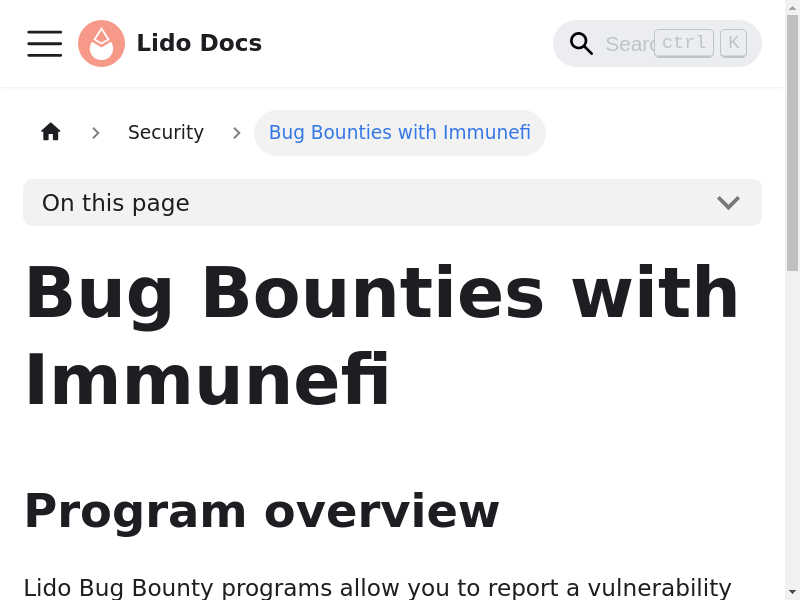 Lido Docs
Sear ctrl K
Security
Bug Bounties with Immunefi
On this page
Bug Bounties with
Immunefi
Program overview
Lido Bug Bounty programs allow you to report a vulnerability